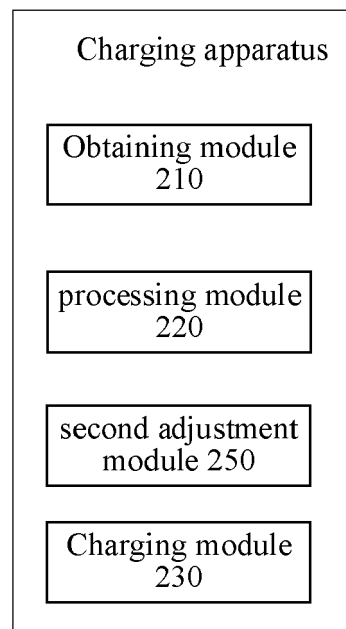 Charging apparatus
Obtaining module
210
processing module
220
second adjustment
module 250
Charging module
230